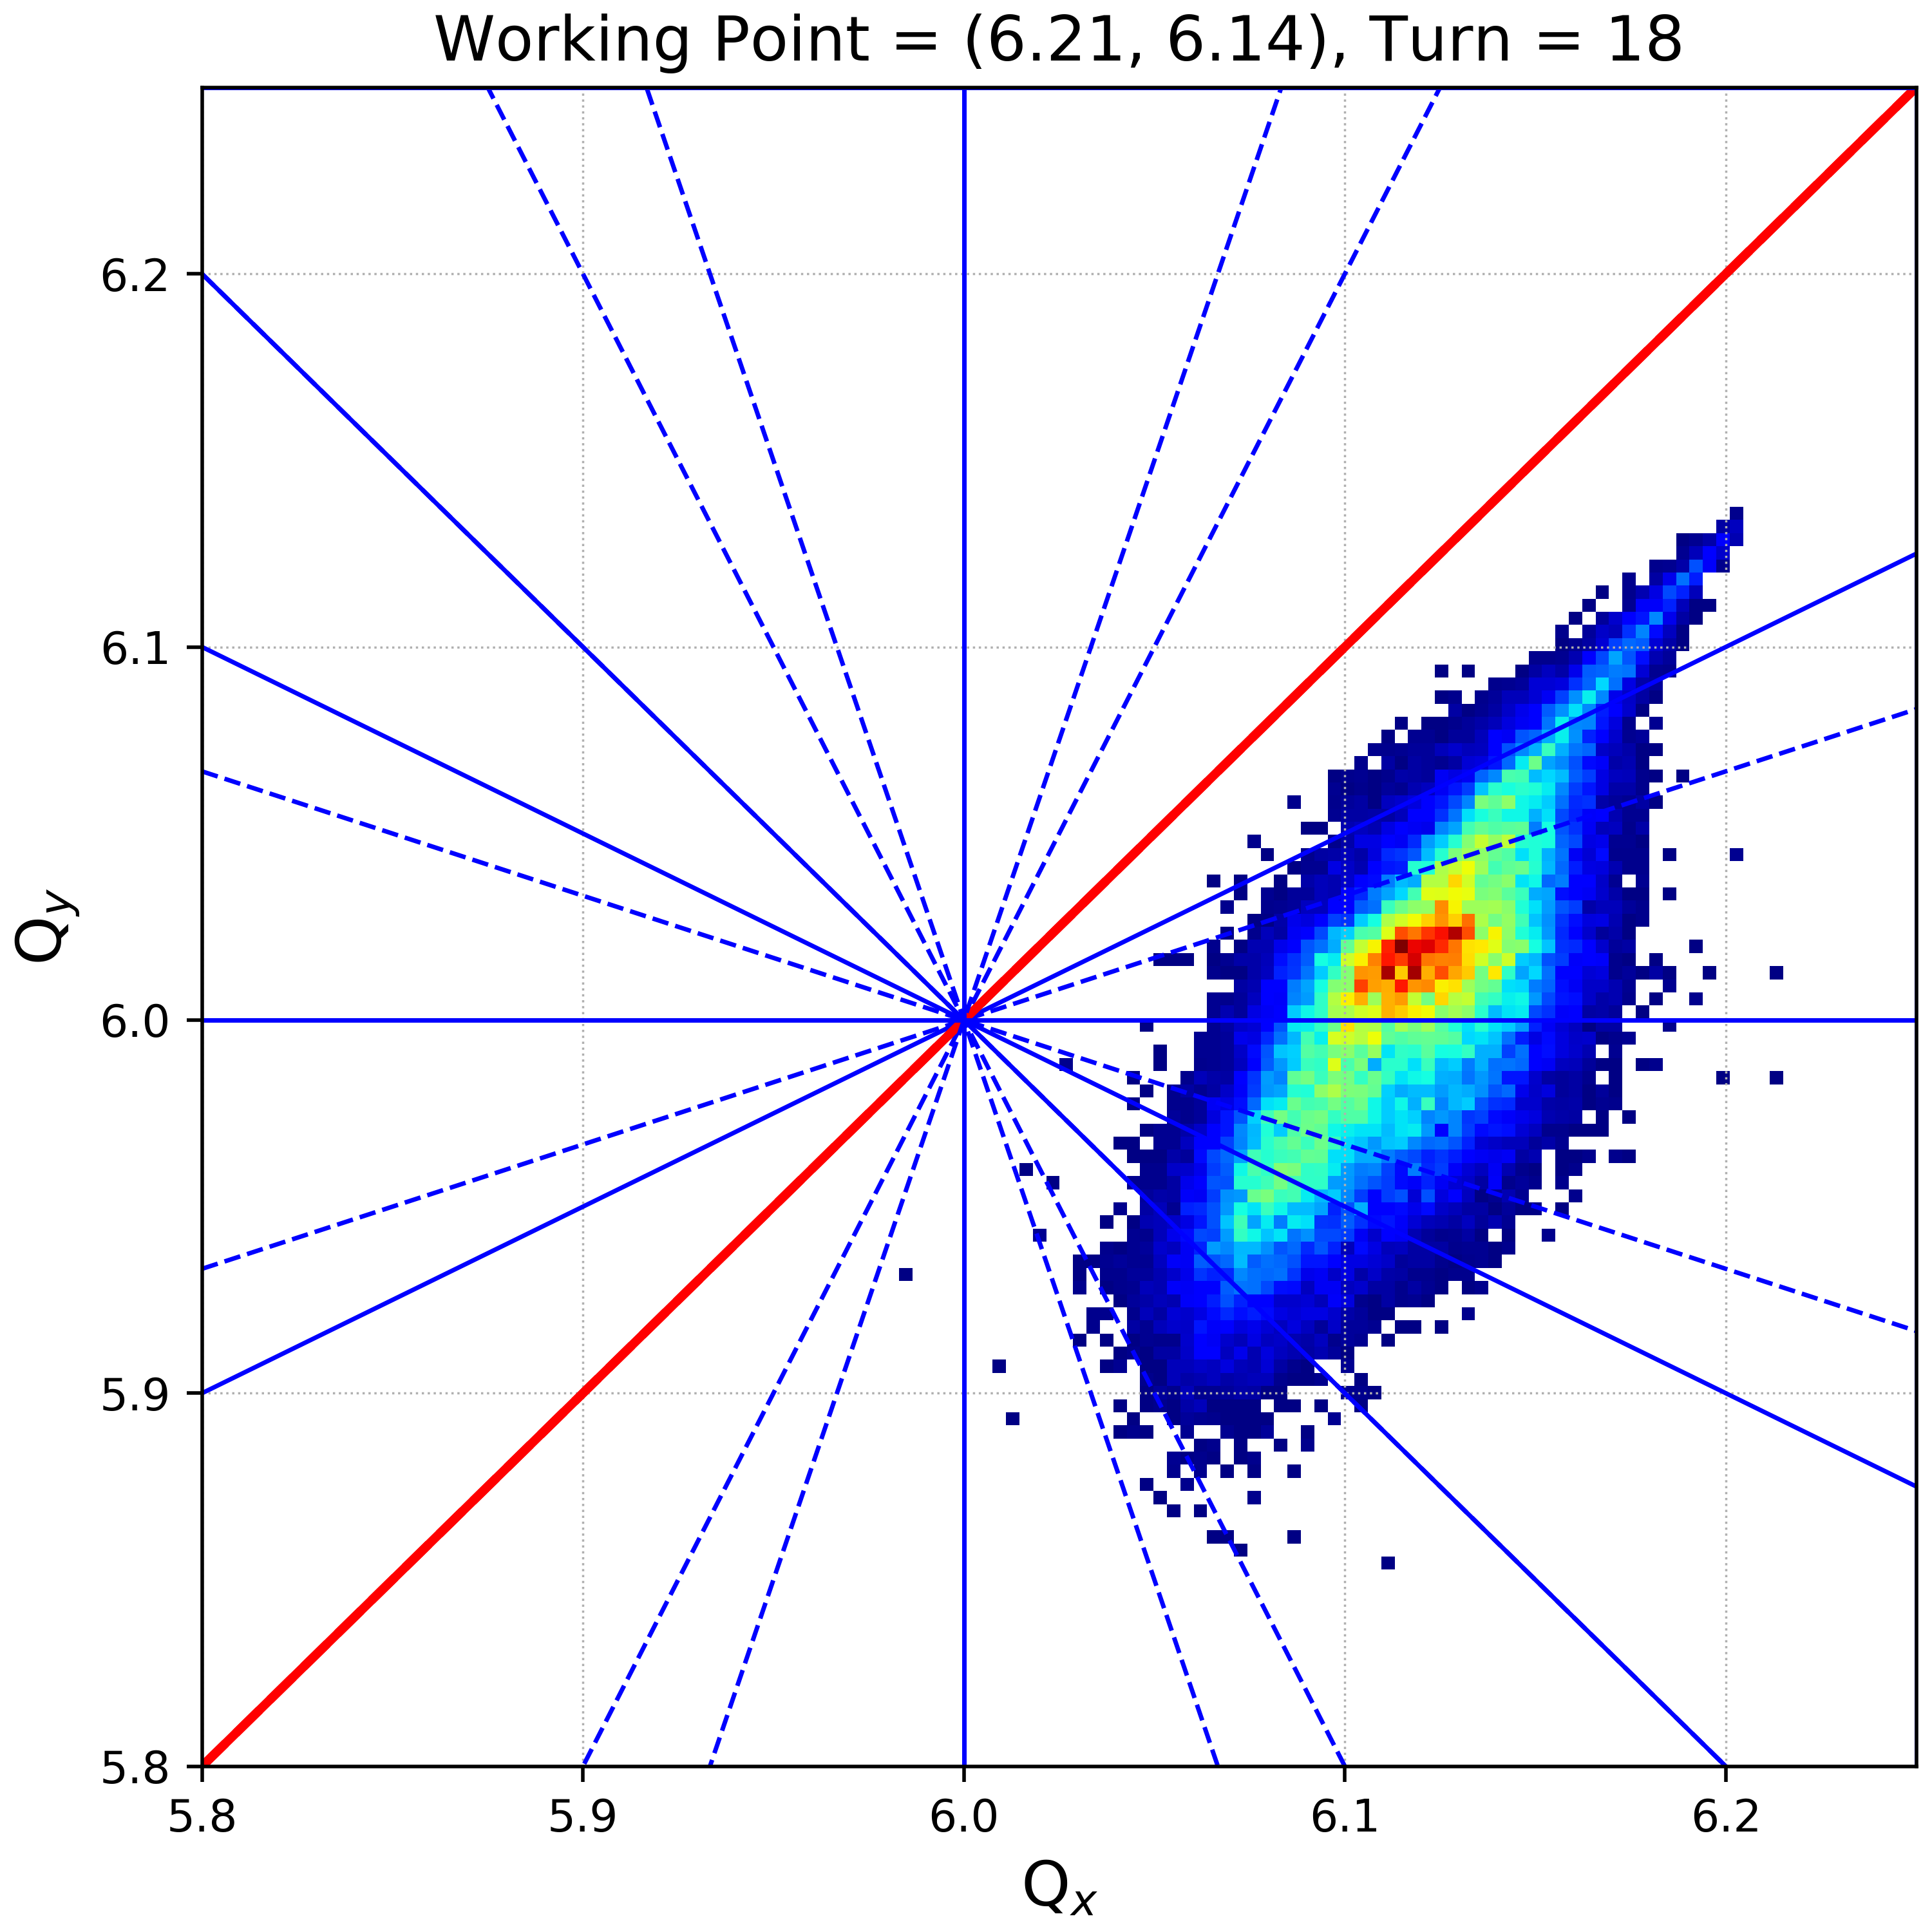 Working Point = (6.21, 6.14), Turn = 18
6.2
6.1
6.0
5.9
5.8
Qy
5.8 5.9 6.0 6.1 6.2
Qx